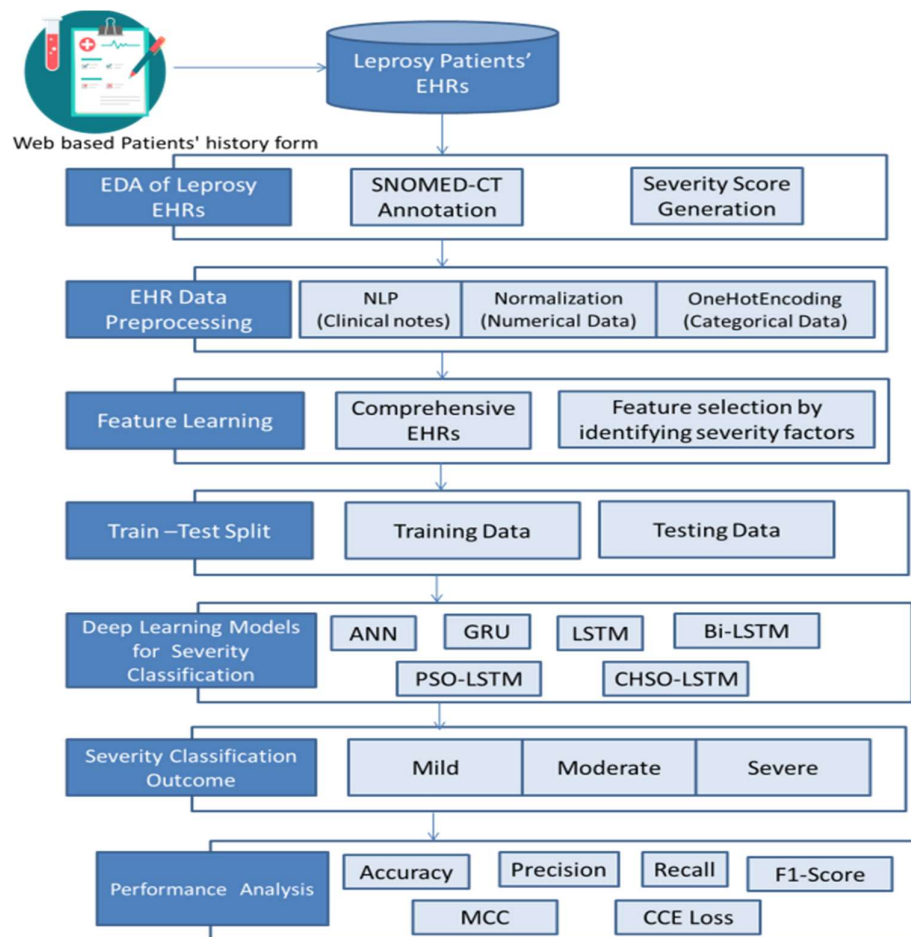 Leprosy Patients'
EHRs
Web based Patients' history form
EDA of Leprosy
EHRs
SNOMED-CT
Annotation
Severity Score
Generation
EHR Data
Preprocessing
NLP
(Clinical notes)
Normalization
(Numerical Data)
OneHotEncoding
(Categorical Data)
Feature Learning
Comprehensive
EHRs
Feature selection by
identifying severity factors
Train –Test Split
Training Data
Testing Data
Deep Learning Models
for Severity
Classification
ANN
GRU
LSTM
Bi-LSTM
PSO-LSTM
CHSO-LSTM
Severity Classification
Outcome
Mild
Moderate
Severe
Performance Analysis
Accuracy
Precision
Recall
F1-Score
MCC
CCE Loss